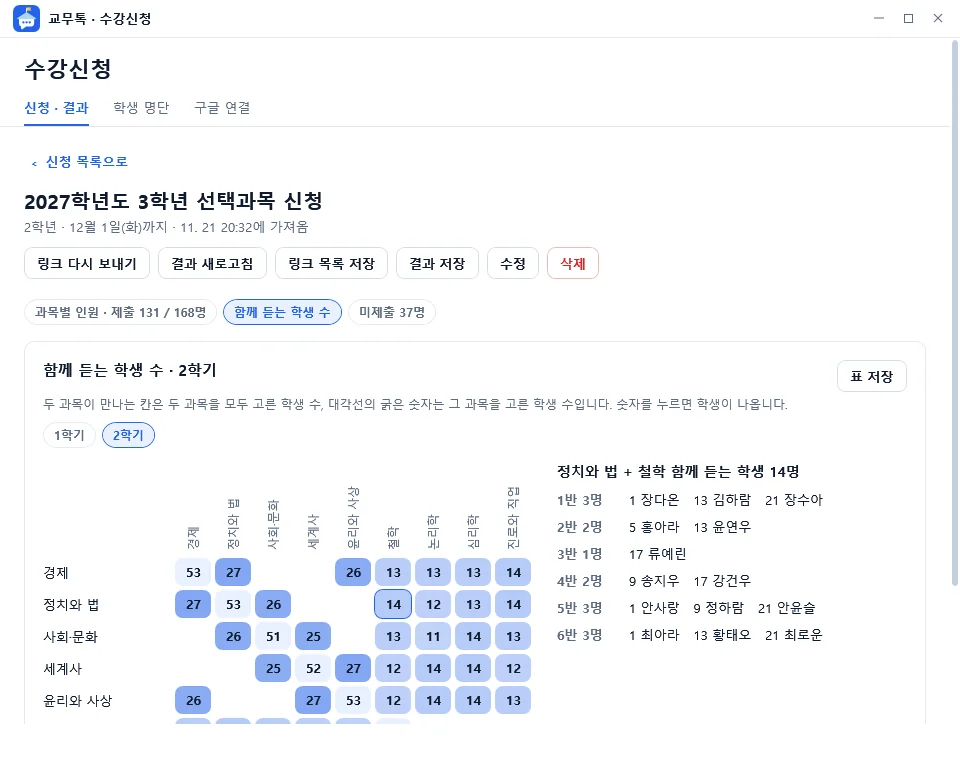 교무톡 · 수강신청
수강신청
신청 · 결과 학생 명단 구글 연결
‹ 신청 목록으로
2027학년도 3학년 선택과목 신청
2학년 · 12월 1일(화)까지 · 11. 21 20:32에 가져옴
링크 다시 보내기 결과 새로고침 링크 목록 저장 결과 저장 수정 삭제
과목별 인원 · 제출 131 / 168명 함께 듣는 학생 수 미제출 37명
함께 듣는 학생 수 · 2학기
표 저장
두 과목이 만나는 칸은 두 과목을 모두 고른 학생 수, 대각선의 굵은 숫자는 그 과목을 고른 학생 수입니다. 숫자를 누르면 학생이 나옵니다.
1학기 2학기
경제 정치와 법 사회·문화 세계사 윤리와 사상 철학 논리학 심리학 진로와 직업
경제 53 27 26 13 13 13 14
정치와 법 27 53 26 14 12 13 14
사회·문화 26 51 25 13 11 14 13
세계사 25 52 27 12 14 14 12
윤리와 사상 26 27 53 12 14 14 13
정치와 법 + 철학 함께 듣는 학생 14명
1반 3명 1 장다온 13 김하람 21 장수아
2반 2명 5 홍아라 13 윤연우
3반 1명 17 류예린
4반 2명 9 송지우 17 강건우
5반 3명 1 안사랑 9 정하람 21 안윤슬
6반 3명 1 최아라 13 황태오 21 최로운